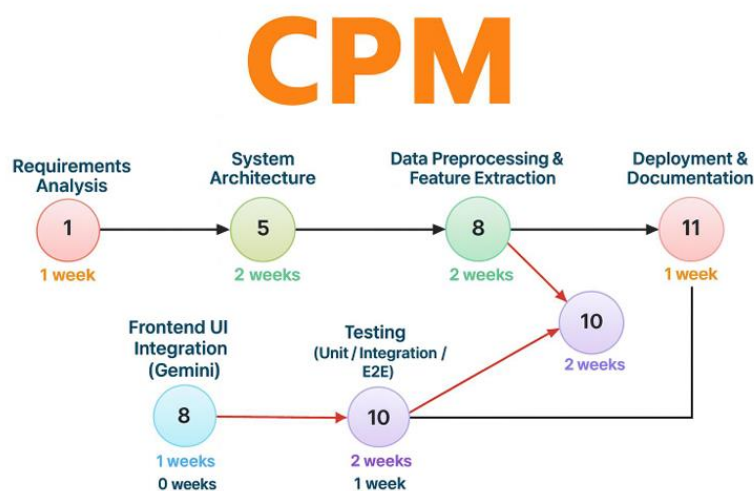 CPM
Requirements
Analysis
System
Architecture
Data Preprocessing &
Feature Extraction
Deployment &
Documentation
1
5
8
11
1 week
2 weeks
2 weeks
1 week
10
2 weeks
Frontend UI
Integration
(Gemini)
Testing
(Unit / Integration /
E2E)
8
10
1 weeks
2 weeks
0 weeks
1 week